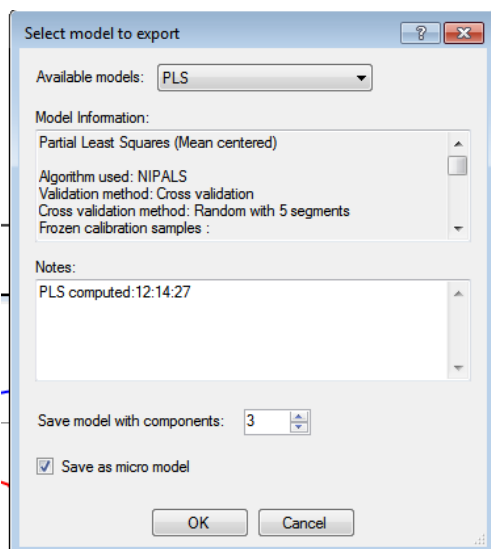 Select model to export
Available models: PLS
Model Information:
Partial Least Squares (Mean centered)
Algorithm used: NIPALS
Validation method: Cross validation
Cross validation method: Random with 5 segments
Frozen calibration samples :
Notes:
PLS computed:12:14:27
Save model with components: 3
Save as micro model
OK Cancel